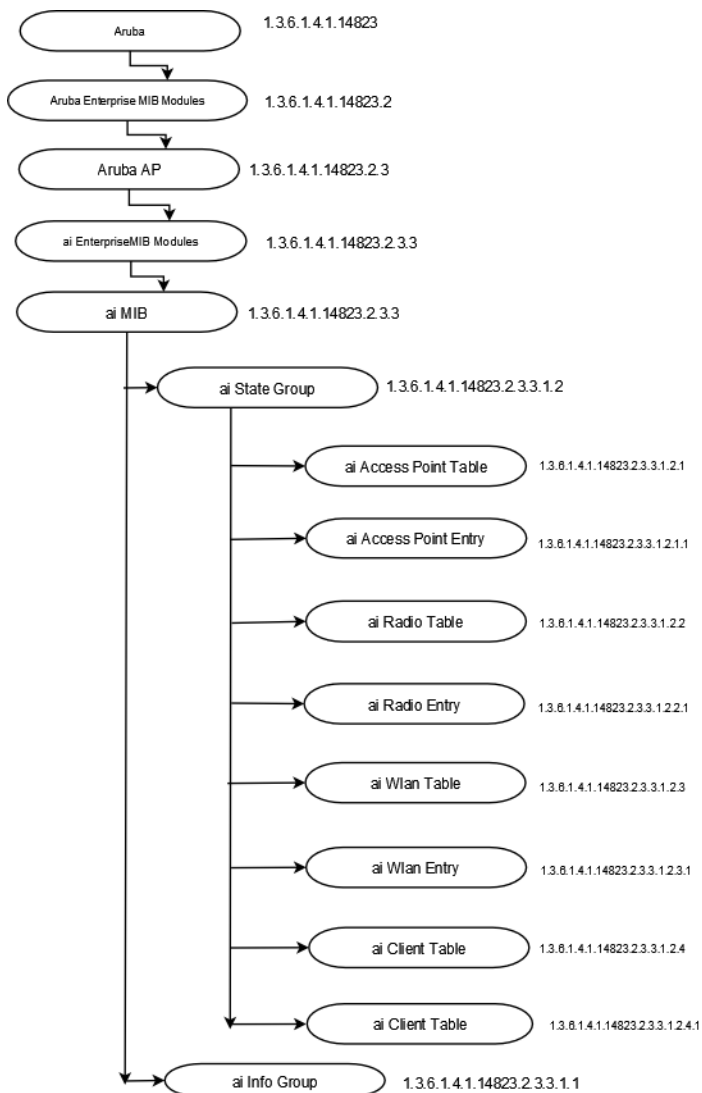 Aruba 1.3.6.1.4.1.14823
Aruba Enterprise MIB Modules 1.3.6.1.4.1.14823.2
Aruba AP 1.3.6.1.4.1.14823.2.3
ai EnterpriseMIB Modules 1.3.6.1.4.1.14823.2.3.3
ai MIB 1.3.6.1.4.1.14823.2.3.3
ai State Group 1.3.6.1.4.1.14823.2.3.3.1.2
ai Access Point Table 1.3.6.1.4.1.14823.2.3.3.1.2.1
ai Access Point Entry 1.3.6.1.4.1.14823.2.3.3.1.2.1.1
ai Radio Table 1.3.6.1.4.1.14823.2.3.3.1.2.2
ai Radio Entry 1.3.6.1.4.1.14823.2.3.3.1.2.2.1
ai Wlan Table 1.3.6.1.4.1.14823.2.3.3.1.2.3
ai Wlan Entry 1.3.6.1.4.1.14823.2.3.3.1.2.3.1
ai Client Table 1.3.6.1.4.1.14823.2.3.3.1.2.4
ai Client Table 1.3.6.1.4.1.14823.2.3.3.1.2.4.1
ai Info Group 1.3.6.1.4.1.14823.2.3.3.1.1